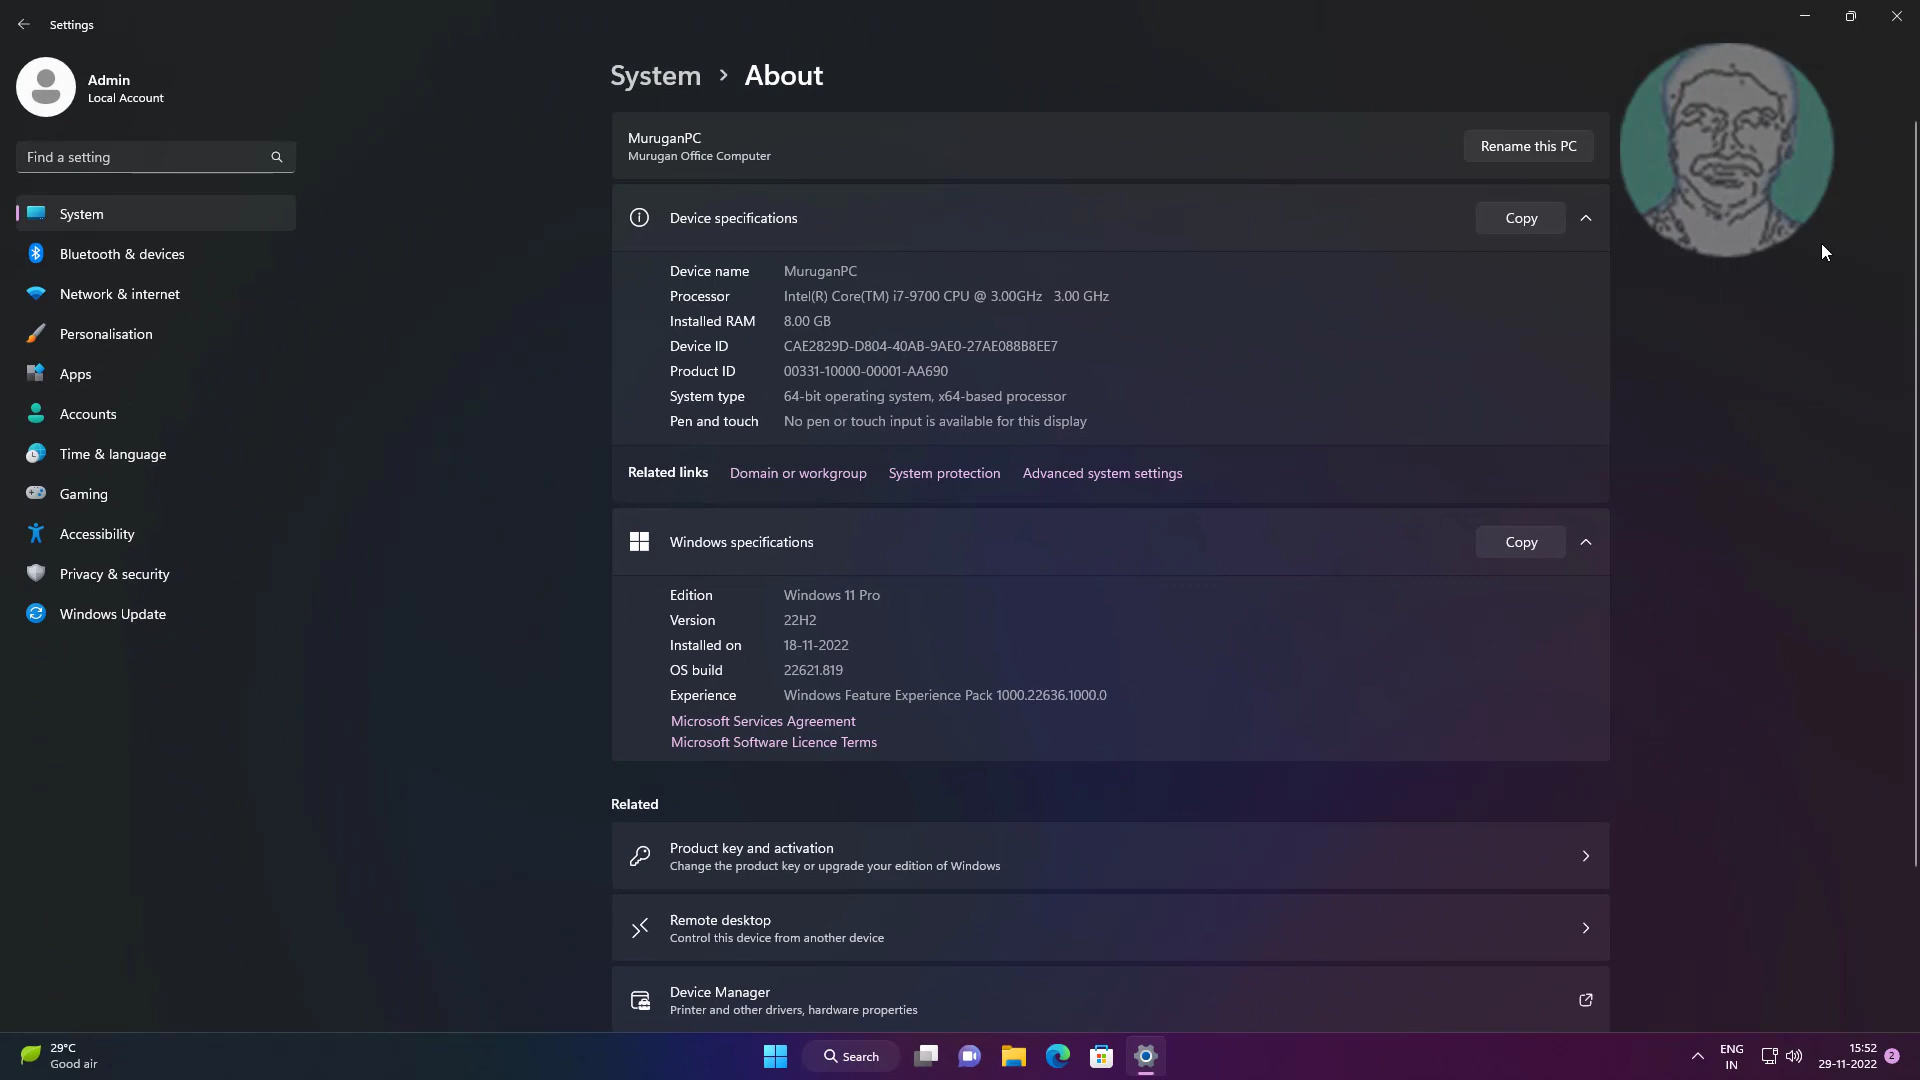 Settings
Admin
Local Account
Find a setting
System
Bluetooth & devices
Network & internet
Personalisation
Apps
Accounts
Time & language
Gaming
Accessibility
Privacy & security
Windows Update
System › About
MuruganPC
Murugan Office Computer
Rename this PC
Device specifications
Copy
Device name MuruganPC
Processor Intel(R) Core(TM) i7-9700 CPU @ 3.00GHz 3.00 GHz
Installed RAM 8.00 GB
Device ID CAE2829D-D804-40AB-9AE0-27AE088B8EE7
Product ID 00331-10000-00001-AA690
System type 64-bit operating system, x64-based processor
Pen and touch No pen or touch input is available for this display
Related links Domain or workgroup System protection Advanced system settings
Windows specifications
Copy
Edition Windows 11 Pro
Version 22H2
Installed on 18-11-2022
OS build 22621.819
Experience Windows Feature Experience Pack 1000.22636.1000.0
Microsoft Services Agreement
Microsoft Software Licence Terms
Related
Product key and activation
Change the product key or upgrade your edition of Windows
Remote desktop
Control this device from another device
Device Manager
Printer and other drivers, hardware properties
29°C
Good air
Search
ENG
IN
15:52
29-11-2022
2